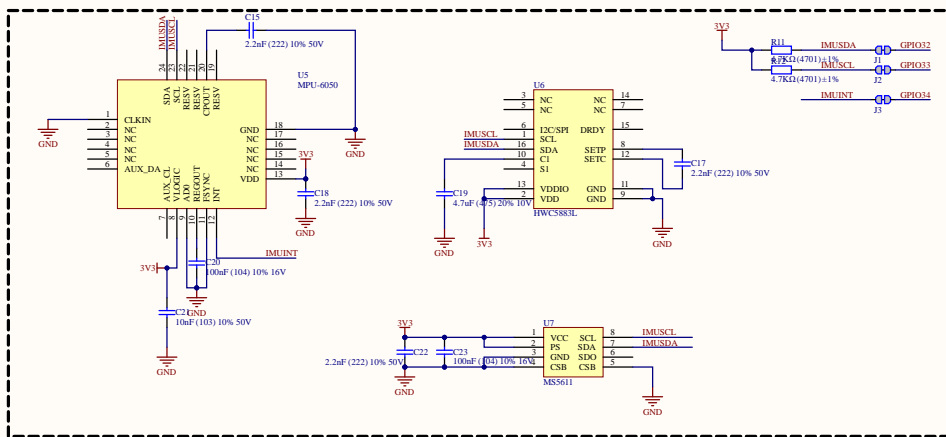 C15
2.2nF (222) 10% 50V
IMUSDA
IMUSCL
24
23
22
21
20
19
SDA
SCL
RESV
RESV
CPOUT
RESV
U5
MPU-6050
1 CLKIN
2 NC
3 NC
4 NC
5 NC
6 AUX_DA
GND 18
NC 17
NC 16
NC 15
NC 14
VDD 13
AUX_CL
VLOGIC
AD0
REGOUT
FSYNC
INT
7
8
9
10
11
12
GND
GND
3V3
C18
2.2nF (222) 10% 50V
GND
IMUINT
C20
100nF (104) 10% 16V
GND
3V3
C21
10nF (103) 10% 50V
GND
U6
3 NC NC 14
5 NC NC 7
6 I2C/SPI DRDY 15
IMUSCL 1 SCL
IMUSDA 16 SDA SETP 8
10 C1 SETC 12
4 S1
13 VDDIO GND 11
2 VDD GND 9
HWC5883L
C19
4.7uF (475) 20% 10V
GND
3V3
C17
2.2nF (222) 10% 50V
GND
3V3
R11 IMUSDA GPIO32
4.7KΩ (4701) ±1% J1
R12 IMUSCL GPIO33
4.7KΩ (4701) ±1% J2
IMUINT GPIO34
J3
3V3
U7
1 VCC SCL 8 IMUSCL
2 PS SDA 7 IMUSDA
3 GND SDO 6
4 CSB CSB 5
MS5611
C22
2.2nF (222) 10% 50V
C23
100nF (104) 10% 16V
GND
GND